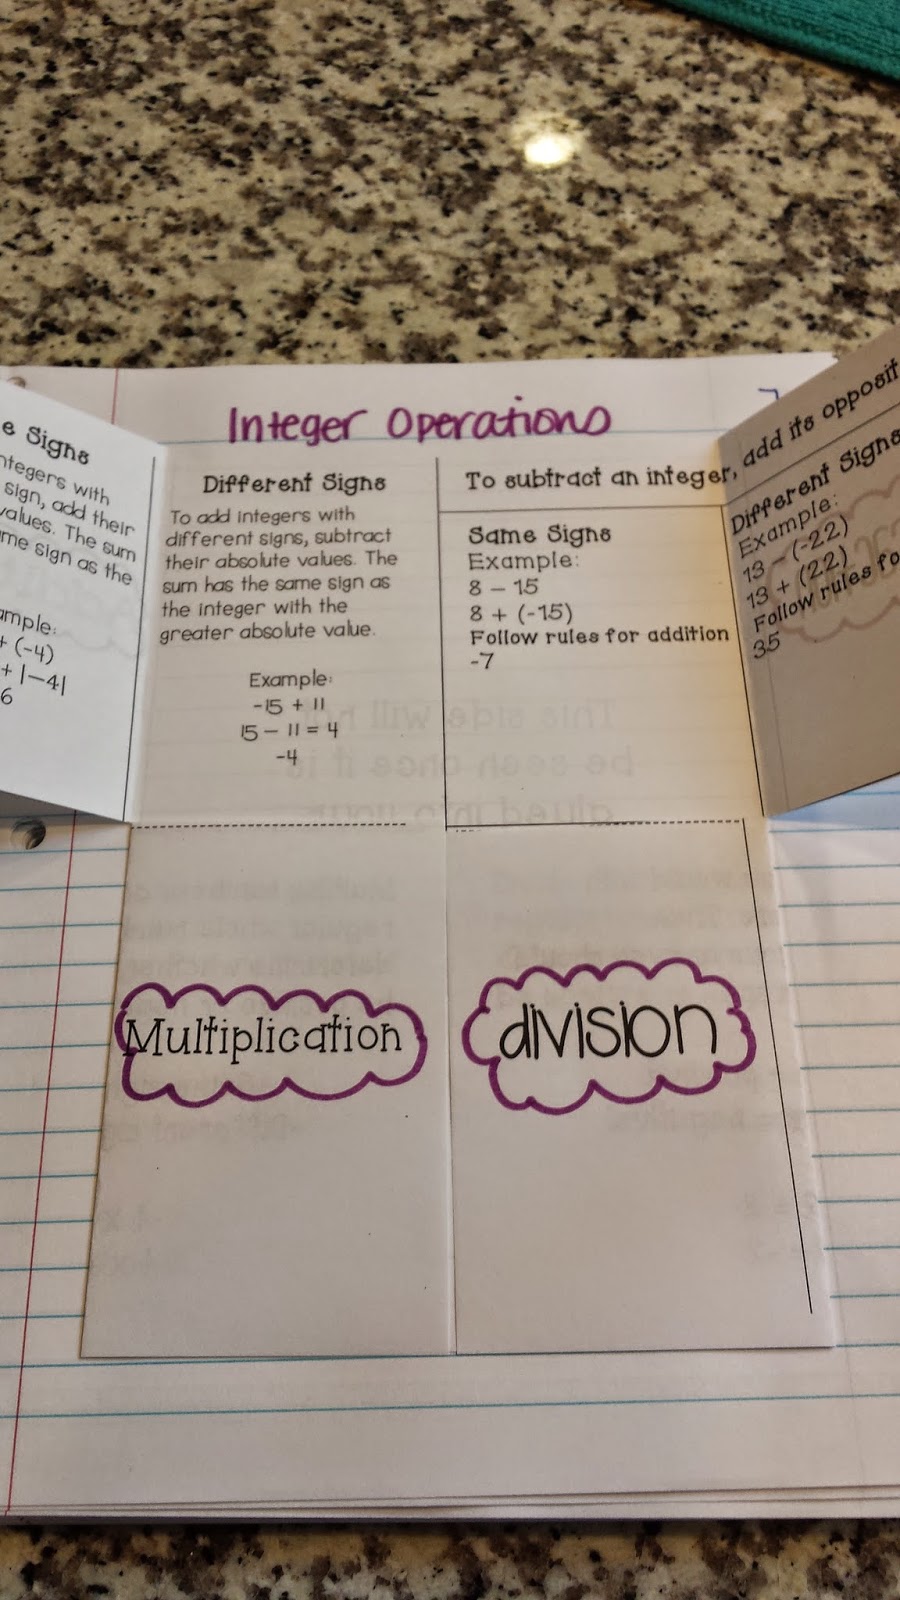 Integer Operations
Signs
integers with
sign, add their
values. The sum
same sign as the
+ (-4)
+ |-4|
6
Different Signs
To add integers with
different signs, subtract
their absolute values. The
sum has the same sign as
the integer with the
greater absolute value.
Example:
-15 + 11
15 - 11 = 4
-4
To subtract an integer, add its opposit
Same Signs
Example:
8 - 15
8 + (-15)
Follow rules for addition
-7
Different Signs
Example:
13 - (-22)
13 + (22)
Follow rules fo
35
Multiplication
division